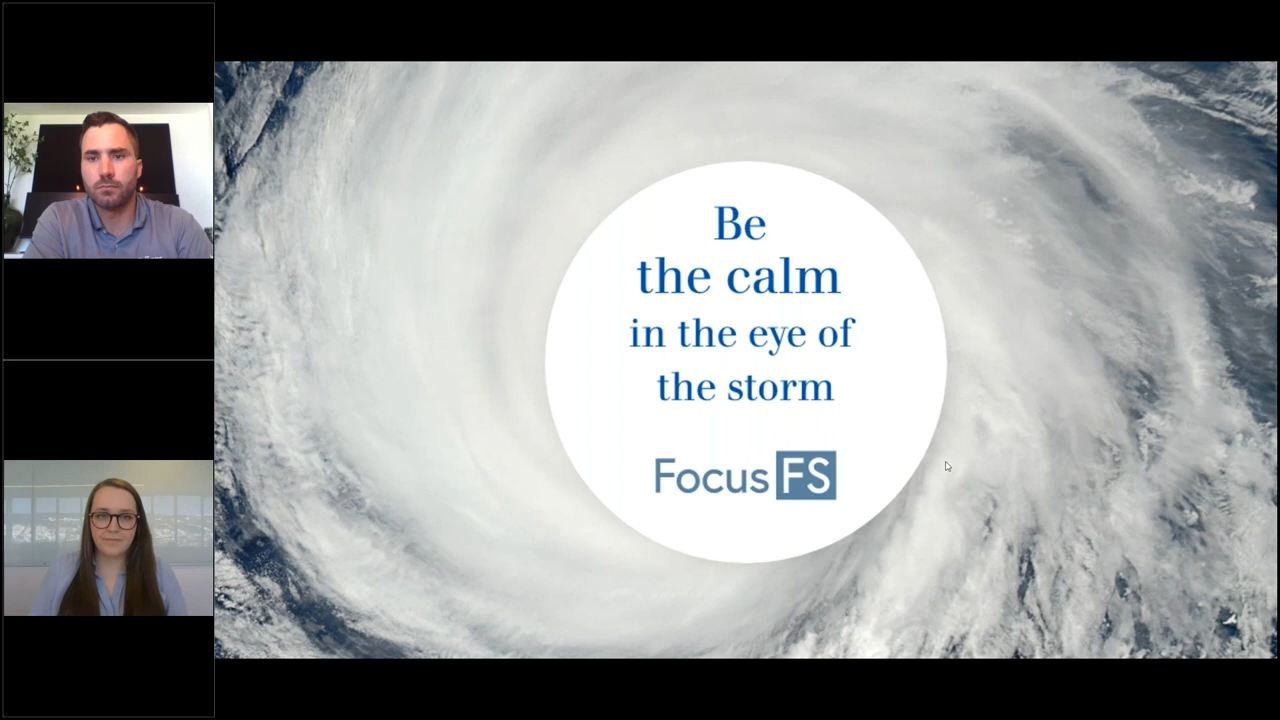 Be
the calm
in the eye of
the storm
Focus FS